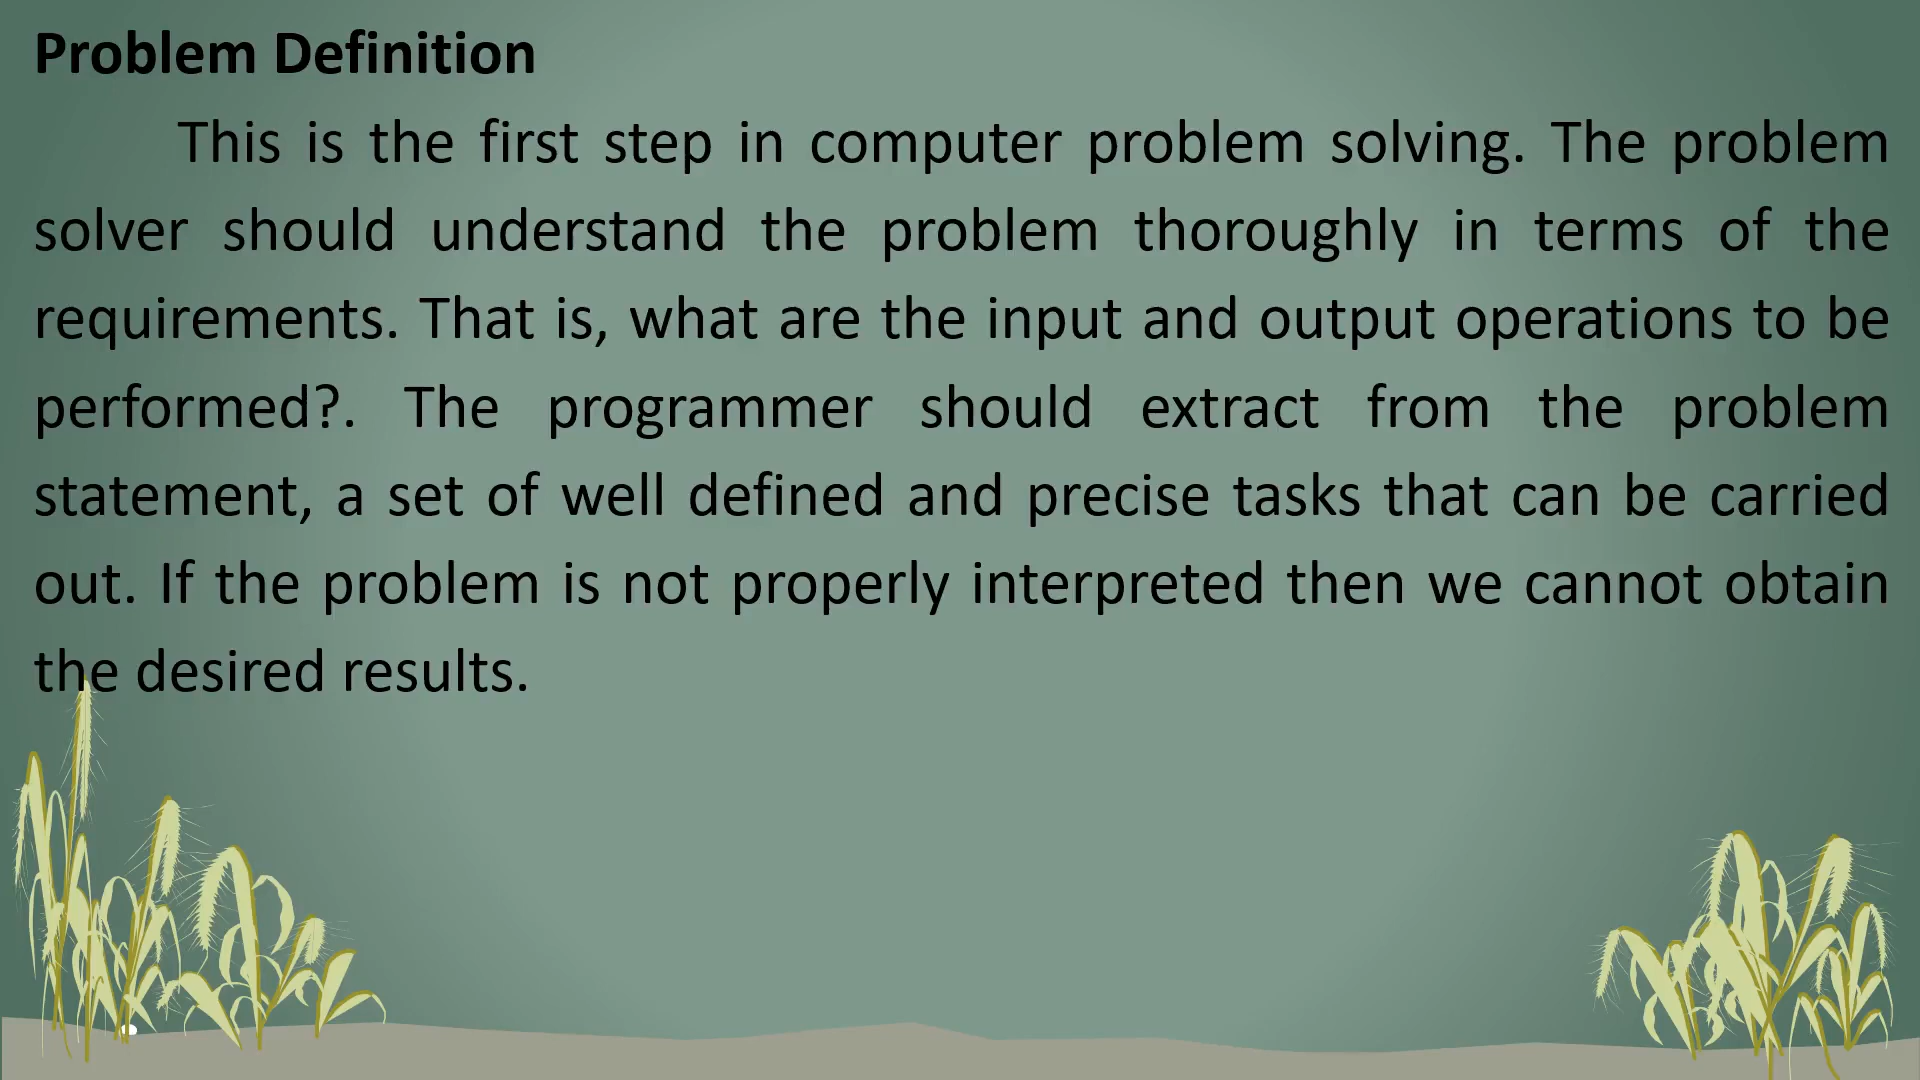 Problem Definition
This is the first step in computer problem solving. The problem
solver should understand the problem thoroughly in terms of the
requirements. That is, what are the input and output operations to be
performed?. The programmer should extract from the problem
statement, a set of well defined and precise tasks that can be carried
out. If the problem is not properly interpreted then we cannot obtain
the desired results.